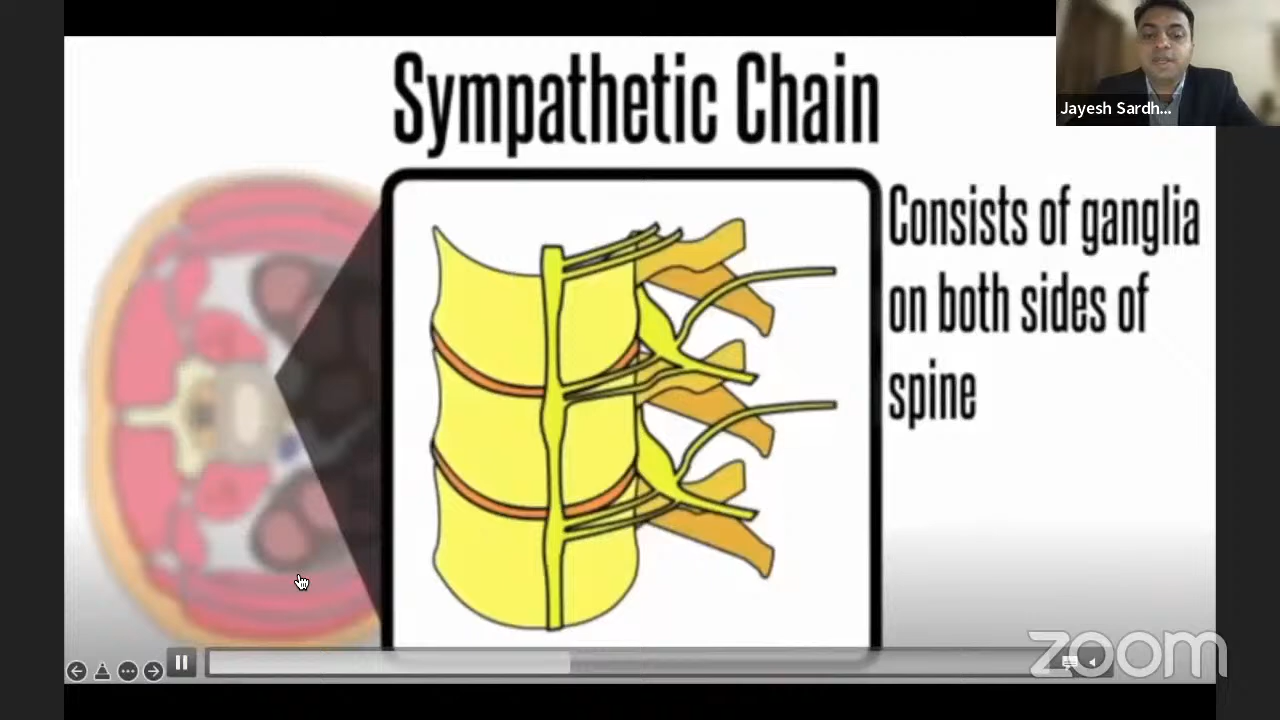 Sympathetic Chain
Jayesh Sardh...
Consists of ganglia
on both sides of
spine
zoom